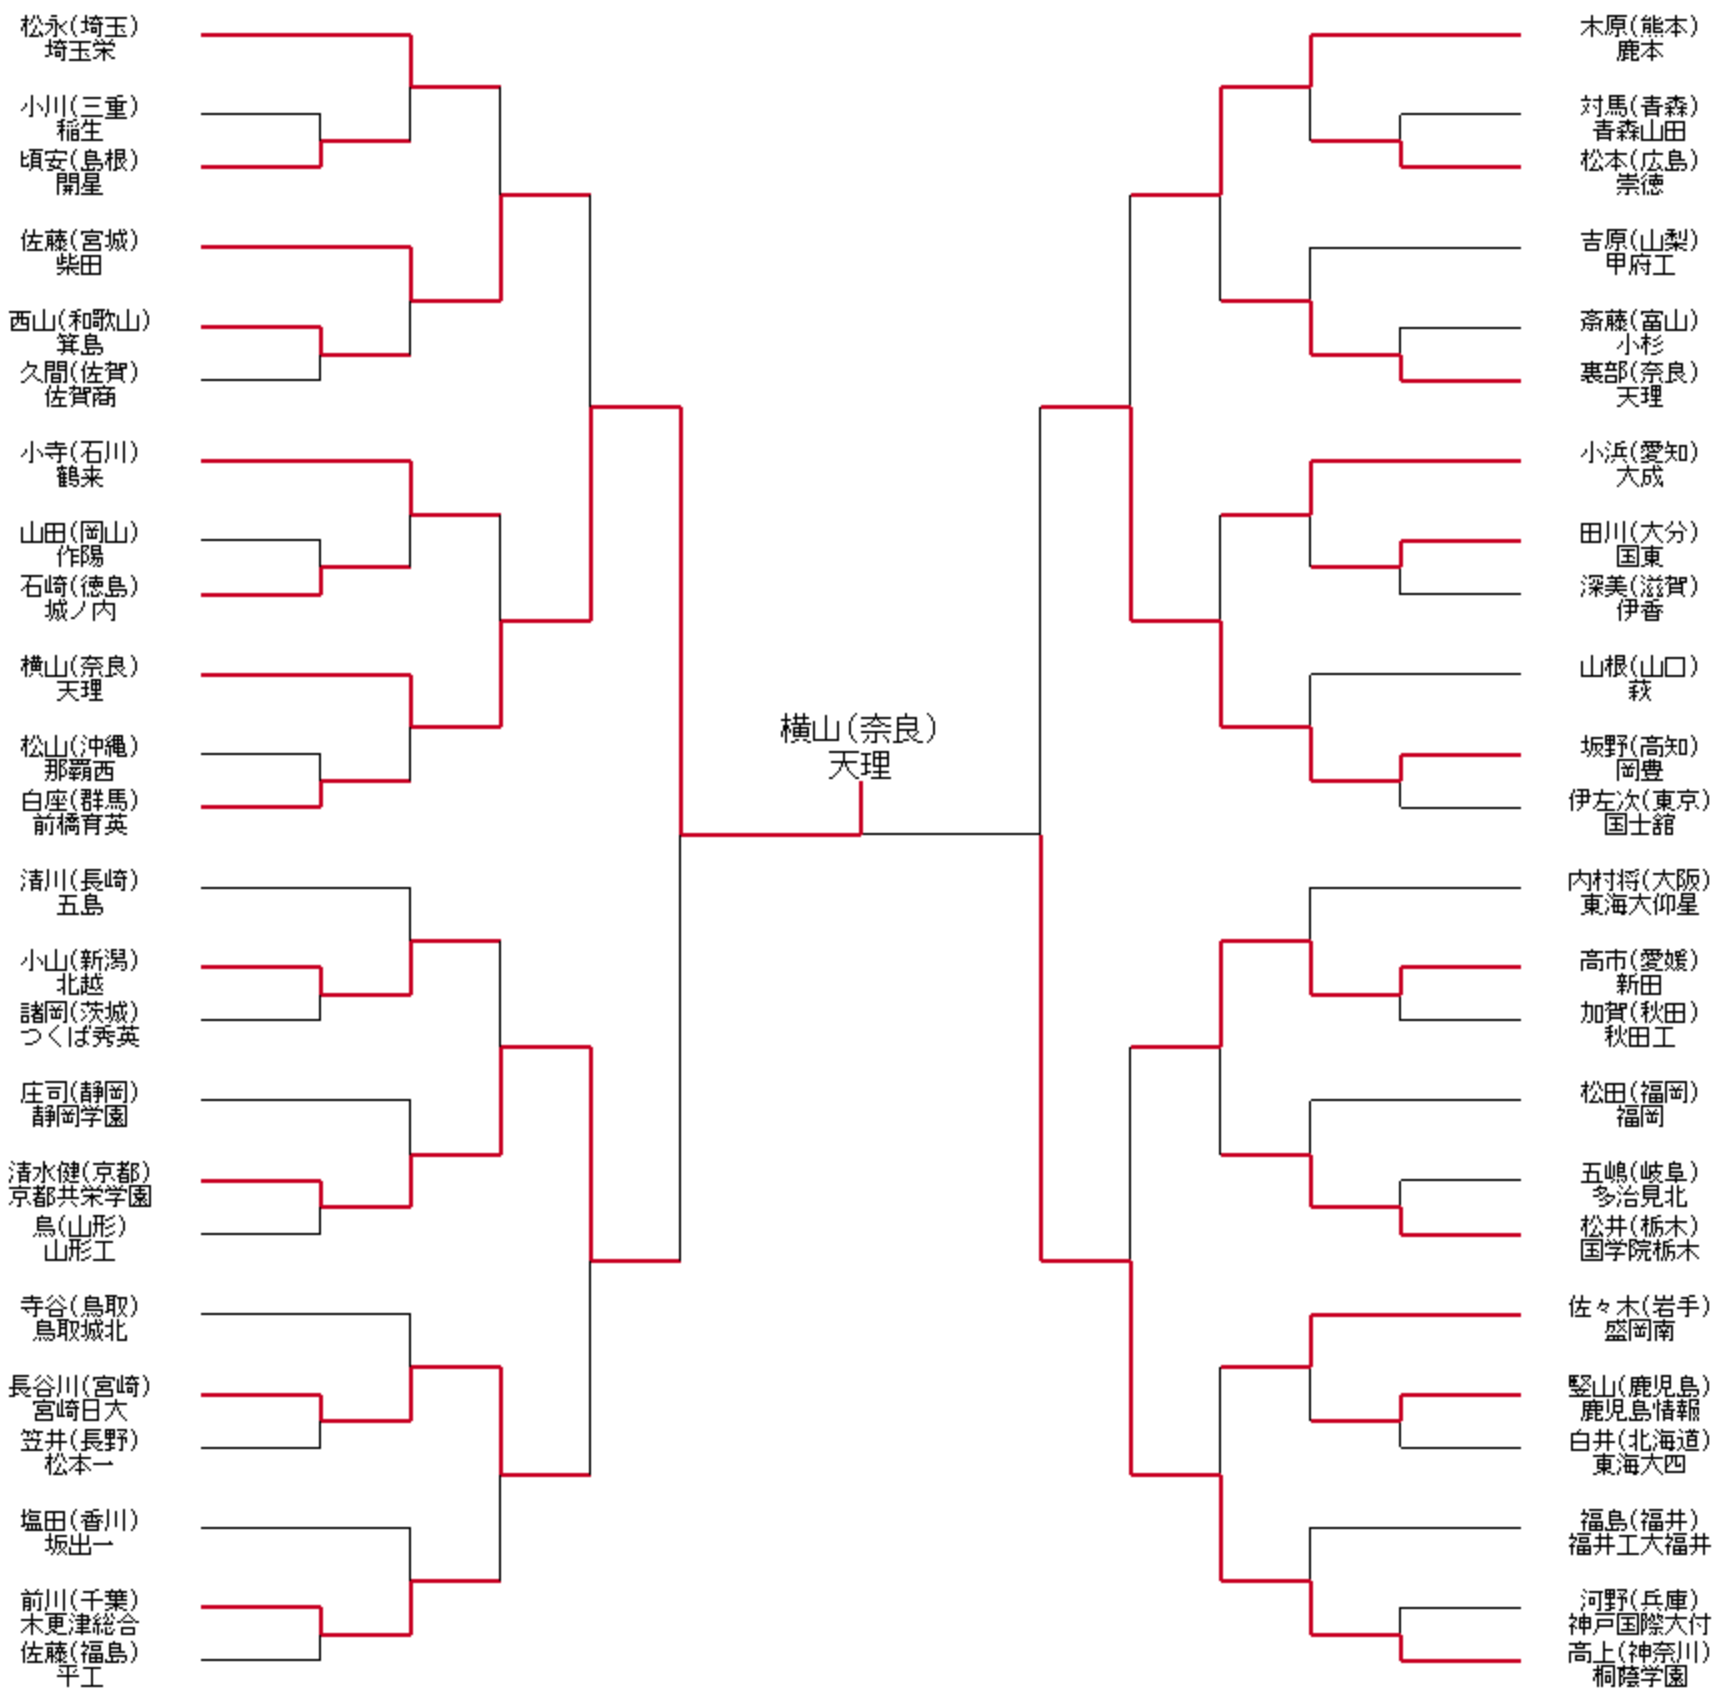 松永(埼玉)
埼玉栄
小川(三重)
稲生
頃安(島根)
開星
佐藤(宮城)
柴田
西山(和歌山)
箕島
久間(佐賀)
佐賀商
小寺(石川)
鶴来
山田(岡山)
作陽
石崎(徳島)
城ノ内
横山(奈良)
天理
松山(沖縄)
那覇西
白座(群馬)
前橋育英
清川(長崎)
五島
小山(新潟)
北越
諸岡(茨城)
つくば秀英
庄司(静岡)
静岡学園
清水健(京都)
京都共栄学園
鳥(山形)
山形工
寺谷(鳥取)
鳥取城北
長谷川(宮崎)
宮崎日大
笠井(長野)
松本一
塩田(香川)
坂出一
前川(千葉)
木更津総合
佐藤(福島)
平工
横山(奈良)
天理
木原(熊本)
鹿本
対馬(青森)
青森山田
松本(広島)
崇徳
吉原(山梨)
甲府工
斎藤(富山)
小杉
裏部(奈良)
天理
小浜(愛知)
大成
田川(大分)
国東
深美(滋賀)
伊香
山根(山口)
萩
坂野(高知)
岡豊
伊左次(東京)
国士舘
内村将(大阪)
東海大仰星
高市(愛媛)
新田
加賀(秋田)
秋田工
松田(福岡)
福岡
五嶋(岐阜)
多治見北
松井(栃木)
国学院栃木
佐々木(岩手)
盛岡南
竪山(鹿児島)
鹿児島情報
白井(北海道)
東海大四
福島(福井)
福井工大福井
河野(兵庫)
神戸国際大付
高上(神奈川)
桐蔭学園